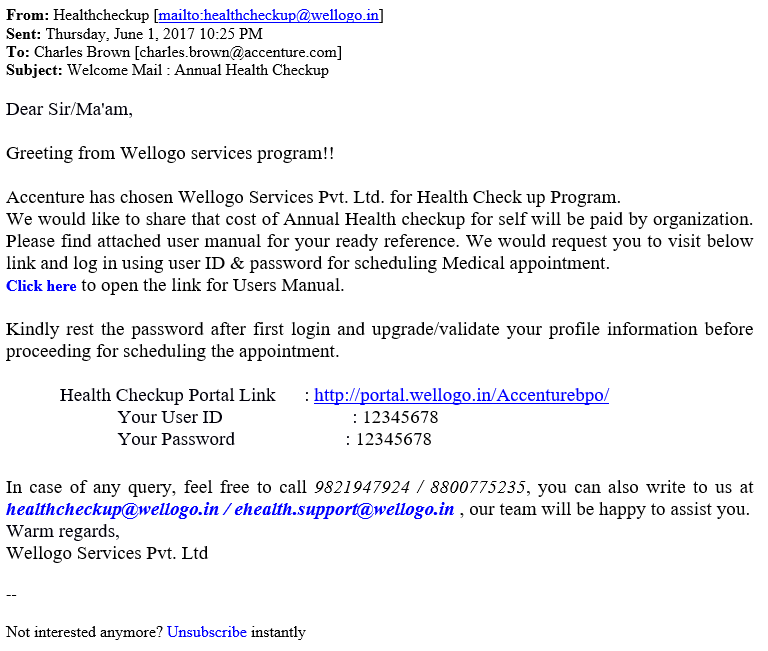 From: Healthcheckup [mailto:healthcheckup@wellogo.in]
Sent: Thursday, June 1, 2017 10:25 PM
To: Charles Brown [charles.brown@accenture.com]
Subject: Welcome Mail : Annual Health Checkup
Dear Sir/Ma'am,
Greeting from Wellogo services program!!
Accenture has chosen Wellogo Services Pvt. Ltd. for Health Check up Program.
We would like to share that cost of Annual Health checkup for self will be paid by organization.
Please find attached user manual for your ready reference. We would request you to visit below
link and log in using user ID & password for scheduling Medical appointment.
Click here to open the link for Users Manual.
Kindly rest the password after first login and upgrade/validate your profile information before
proceeding for scheduling the appointment.
Health Checkup Portal Link : http://portal.wellogo.in/Accenturebpo/
Your User ID : 12345678
Your Password : 12345678
In case of any query, feel free to call 9821947924 / 8800775235, you can also write to us at
healthcheckup@wellogo.in / ehealth.support@wellogo.in , our team will be happy to assist you.
Warm regards,
Wellogo Services Pvt. Ltd
--
Not interested anymore? Unsubscribe instantly